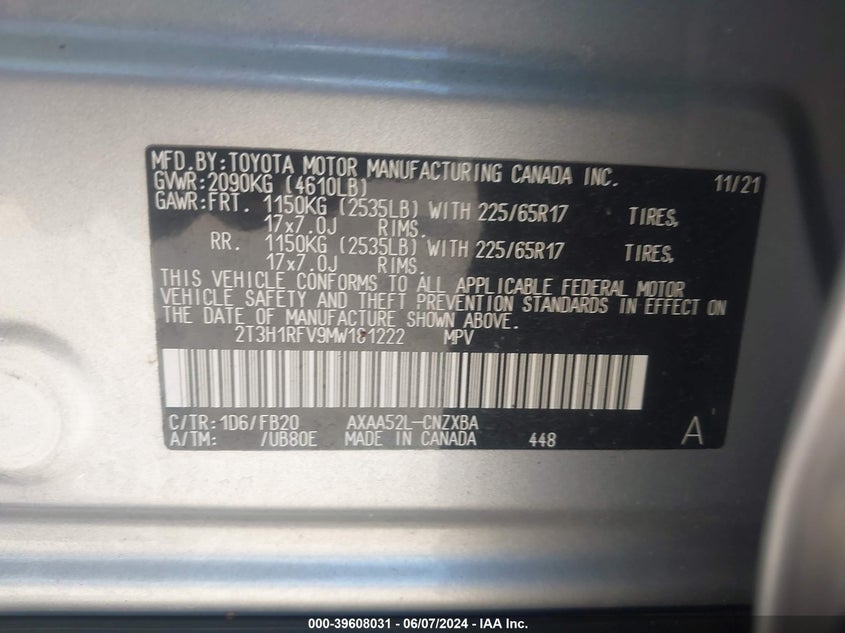 MFD.BY:TOYOTA MOTOR MANUFACTURING CANADA INC. 11/21
GVWR:2090KG (4610LB)
GAWR:FRT. 1150KG (2535LB) WITH 225/65R17 TIRES,
17x7.0J RIMS.
RR. 1150KG (2535LB) WITH 225/65R17 TIRES,
17x7.0J RIMS.
THIS VEHICLE CONFORMS TO ALL APPLICABLE FEDERAL MOTOR
VEHICLE SAFETY AND THEFT PREVENTION STANDARDS IN EFFECT ON
THE DATE OF MANUFACTURE SHOWN ABOVE.
2T3H1RFV9MW181222 MPV
C/TR:1D6/FB20 AXAA52L-CNZXBA
A/TM: /UB80E MADE IN CANADA 448 A
000-39608031 - 06/07/2024 - IAA Inc.